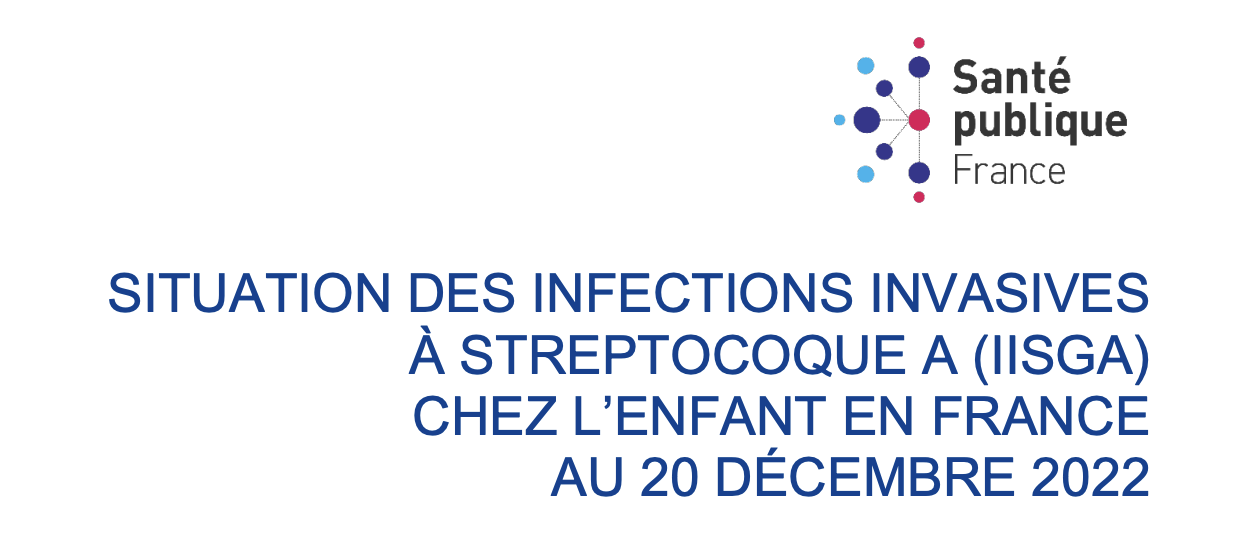 Santé
publique
France
SITUATION DES INFECTIONS INVASIVES
À STREPTOCOQUE A (IISGA)
CHEZ L’ENFANT EN FRANCE
AU 20 DÉCEMBRE 2022